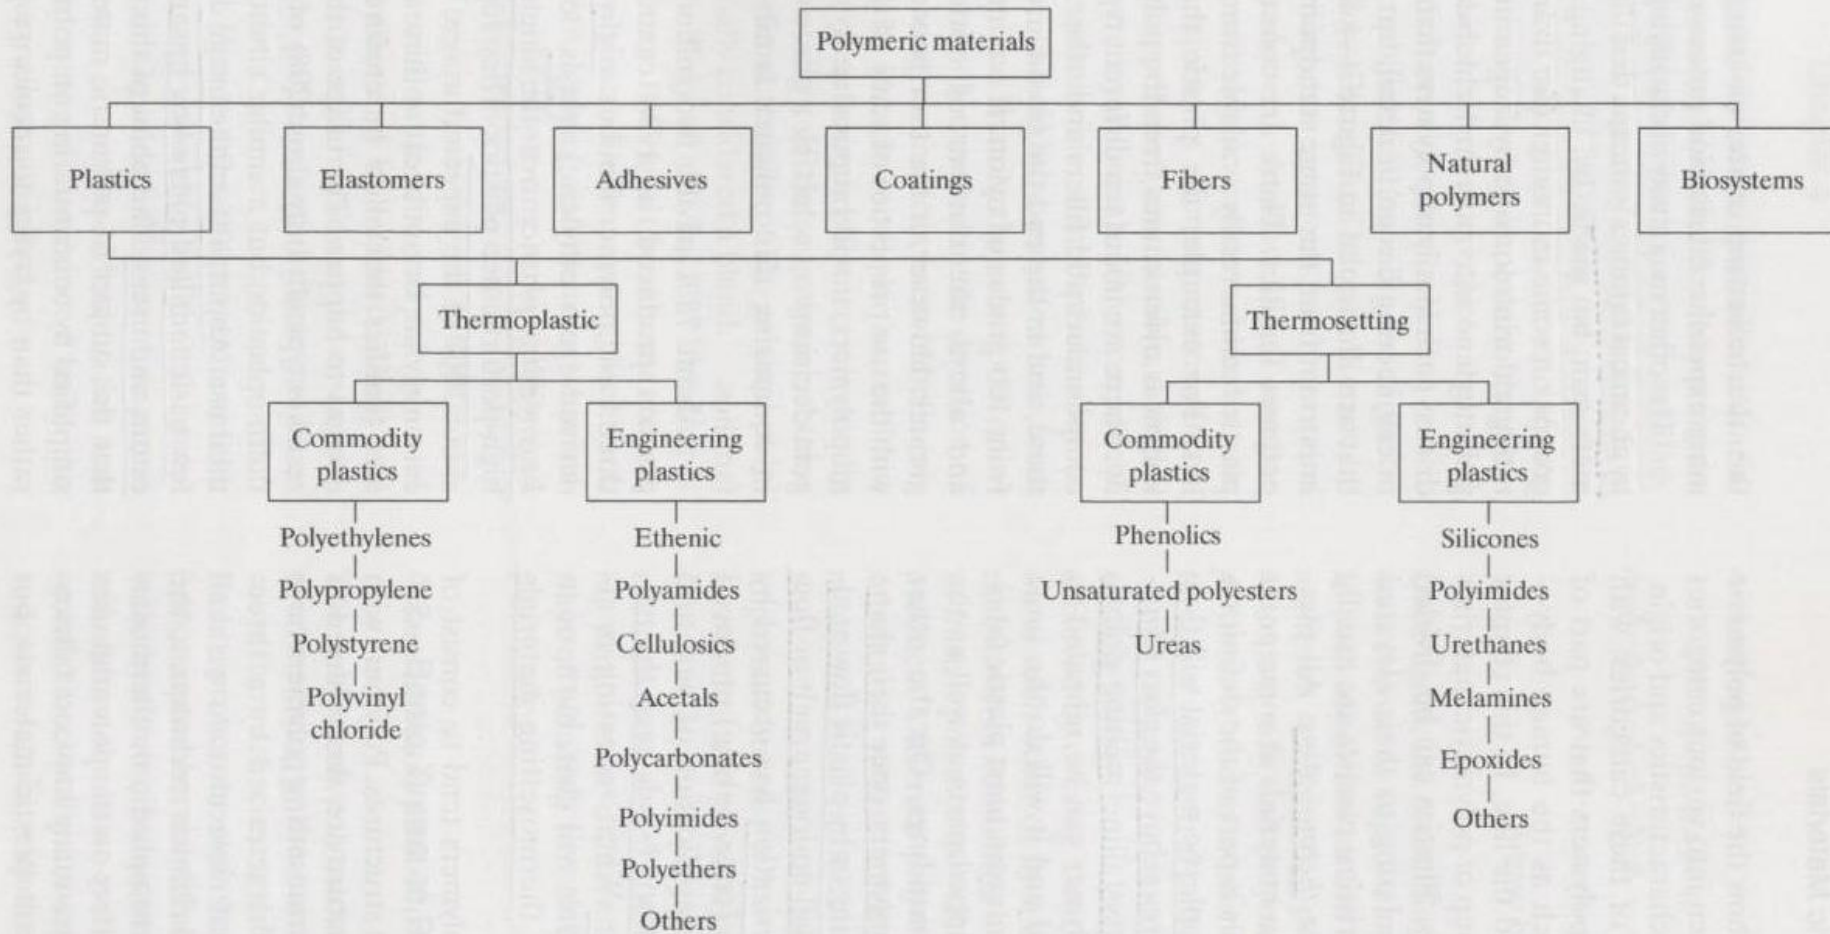 Polymeric materials
Plastics
Elastomers
Adhesives
Coatings
Fibers
Natural
polymers
Biosystems
Thermoplastic
Thermosetting
Commodity
plastics
Engineering
plastics
Commodity
plastics
Engineering
plastics
Polyethylenes
Polypropylene
Polystyrene
Polyvinyl
chloride
Ethenic
Polyamides
Cellulosics
Acetals
Polycarbonates
Polyimides
Polyethers
Others
Phenolics
Unsaturated polyesters
Ureas
Silicones
Polyimides
Urethanes
Melamines
Epoxides
Others